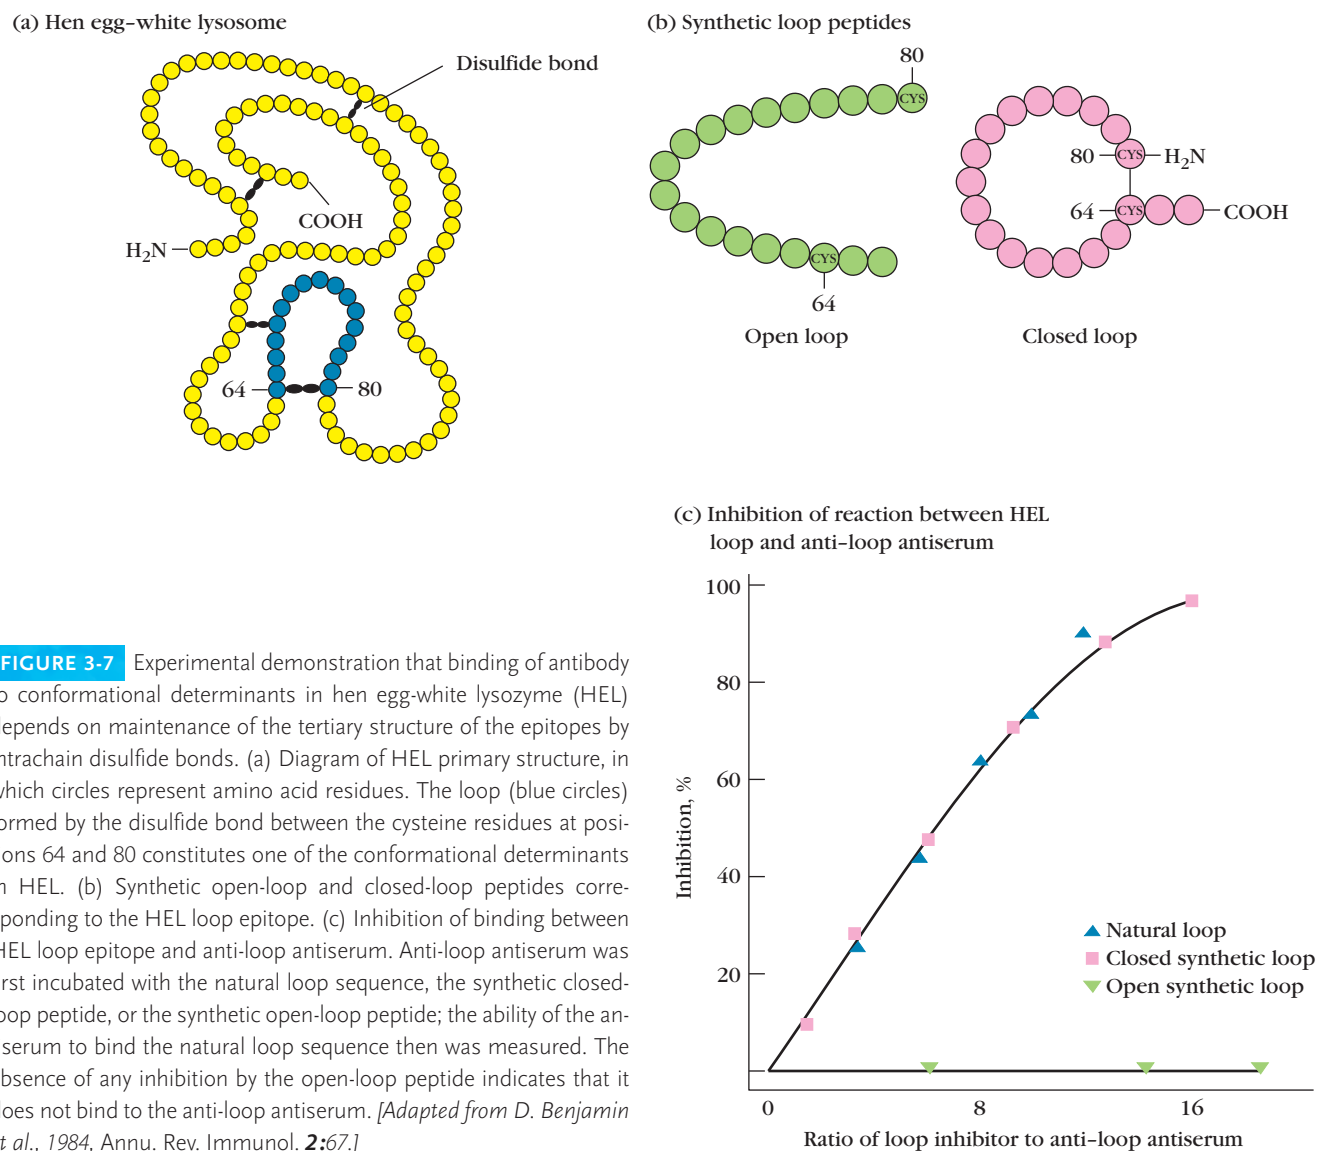 (a) Hen egg–white lysosome
Disulfide bond
COOH
H₂N
64
80
(b) Synthetic loop peptides
80
CYS
CYS
64
Open loop
80
CYS
H₂N
64
CYS
COOH
Closed loop
(c) Inhibition of reaction between HEL
loop and anti–loop antiserum
100
80
60
40
20
Inhibition, %
Natural loop
Closed synthetic loop
Open synthetic loop
0
8
16
Ratio of loop inhibitor to anti–loop antiserum
FIGURE 3-7 Experimental demonstration that binding of antibody
o conformational determinants in hen egg-white lysozyme (HEL)
depends on maintenance of the tertiary structure of the epitopes by
ntrachain disulfide bonds. (a) Diagram of HEL primary structure, in
which circles represent amino acid residues. The loop (blue circles)
ormed by the disulfide bond between the cysteine residues at posi-
ions 64 and 80 constitutes one of the conformational determinants
n HEL. (b) Synthetic open-loop and closed-loop peptides corre-
ponding to the HEL loop epitope. (c) Inhibition of binding between
HEL loop epitope and anti-loop antiserum. Anti-loop antiserum was
rst incubated with the natural loop sequence, the synthetic closed-
oop peptide, or the synthetic open-loop peptide; the ability of the an-
iserum to bind the natural loop sequence then was measured. The
absence of any inhibition by the open-loop peptide indicates that it
does not bind to the anti-loop antiserum. [Adapted from D. Benjamin
t al., 1984, Annu. Rev. Immunol. 2:67.]